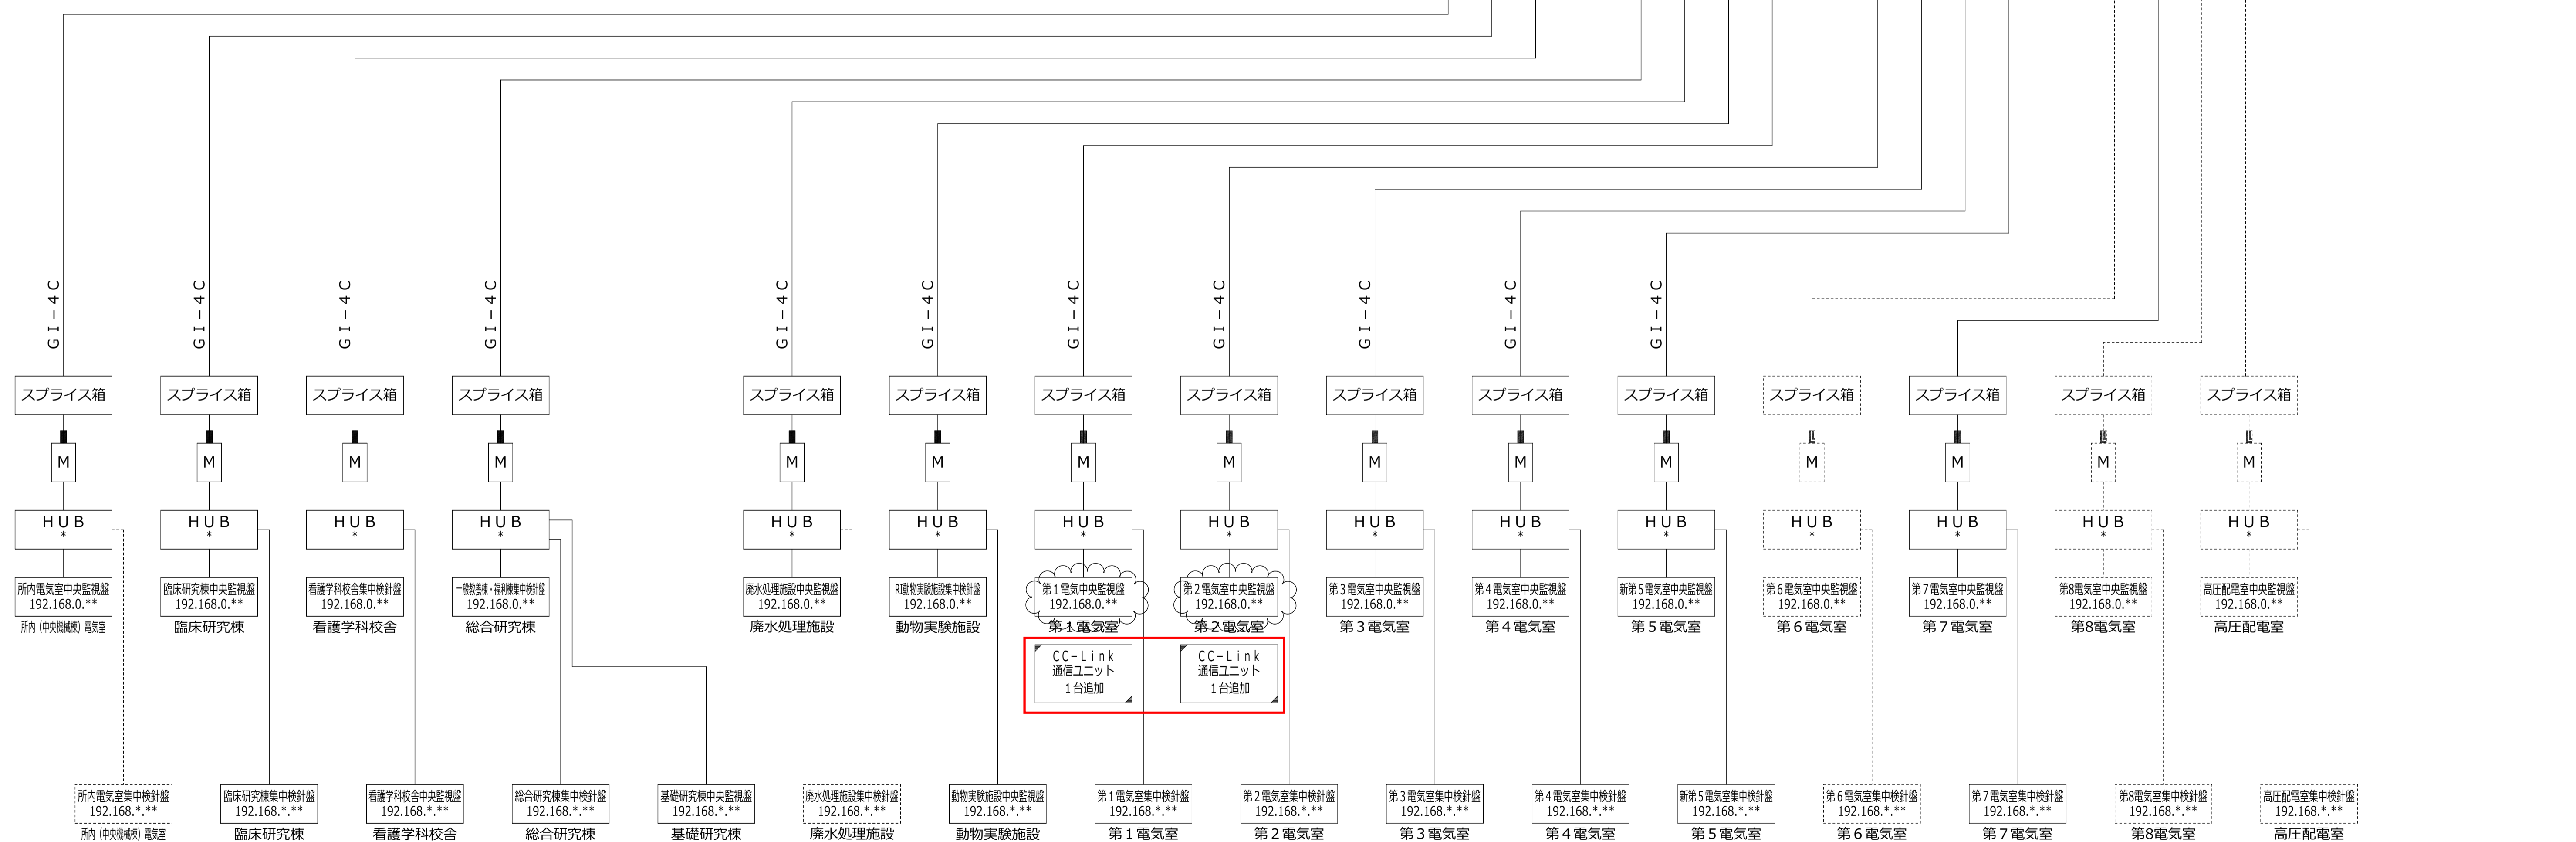 GI－4C GI－4C GI－4C GI－4C GI－4C GI－4C GI－4C GI－4C GI－4C GI－4C GI－4C
スプライス箱 スプライス箱 スプライス箱 スプライス箱 スプライス箱 スプライス箱 スプライス箱 スプライス箱 スプライス箱 スプライス箱 スプライス箱 スプライス箱 スプライス箱 スプライス箱 スプライス箱
M M M M M M M M M M M M M M M
HUB HUB HUB HUB HUB HUB HUB HUB HUB HUB HUB HUB HUB HUB HUB
* * * * * * * * * * * * * * *
所内電気室中央監視盤 臨床研究棟中央監視盤 看護学科校舎集中検針盤 一般教養棟・福利棟集中検針盤 廃水処理施設中央監視盤 RI動物実験施設集中検針盤 第１電気中央監視盤 第２電気室中央監視盤 第３電気室中央監視盤 第４電気室中央監視盤 新第５電気室中央監視盤 第６電気室中央監視盤 第７電気室中央監視盤 第8電気室中央監視盤 高圧配電室中央監視盤
192.168.0.** 192.168.0.** 192.168.0.** 192.168.0.** 192.168.0.** 192.168.0.** 192.168.0.** 192.168.0.** 192.168.0.** 192.168.0.** 192.168.0.** 192.168.0.** 192.168.0.** 192.168.0.** 192.168.0.**
所内（中央機械棟）電気室 臨床研究棟 看護学科校舎 総合研究棟 廃水処理施設 動物実験施設 第１電気室 第２電気室 第３電気室 第４電気室 第５電気室 第６電気室 第７電気室 第8電気室 高圧配電室
CC－Link CC－Link
通信ユニット 通信ユニット
１台追加 １台追加
所内電気室集中検針盤 臨床研究棟集中検針盤 看護学科校舎中央監視盤 総合研究棟集中検針盤 基礎研究棟中央監視盤 廃水処理施設集中検針盤 動物実験施設中央監視盤 第１電気室集中検針盤 第２電気室集中検針盤 第３電気室集中検針盤 第４電気室集中検針盤 新第５電気室集中検針盤 第６電気室集中検針盤 第７電気室集中検針盤 第8電気室集中検針盤 高圧配電室集中検針盤
192.168.*.** 192.168.*.** 192.168.*.** 192.168.*.** 192.168.*.** 192.168.*.** 192.168.*.** 192.168.*.** 192.168.*.** 192.168.*.** 192.168.*.** 192.168.*.** 192.168.*.** 192.168.*.** 192.168.*.** 192.168.*.**
所内（中央機械棟）電気室 臨床研究棟 看護学科校舎 総合研究棟 基礎研究棟 廃水処理施設 動物実験施設 第１電気室 第２電気室 第３電気室 第４電気室 第５電気室 第６電気室 第７電気室 第8電気室 高圧配電室